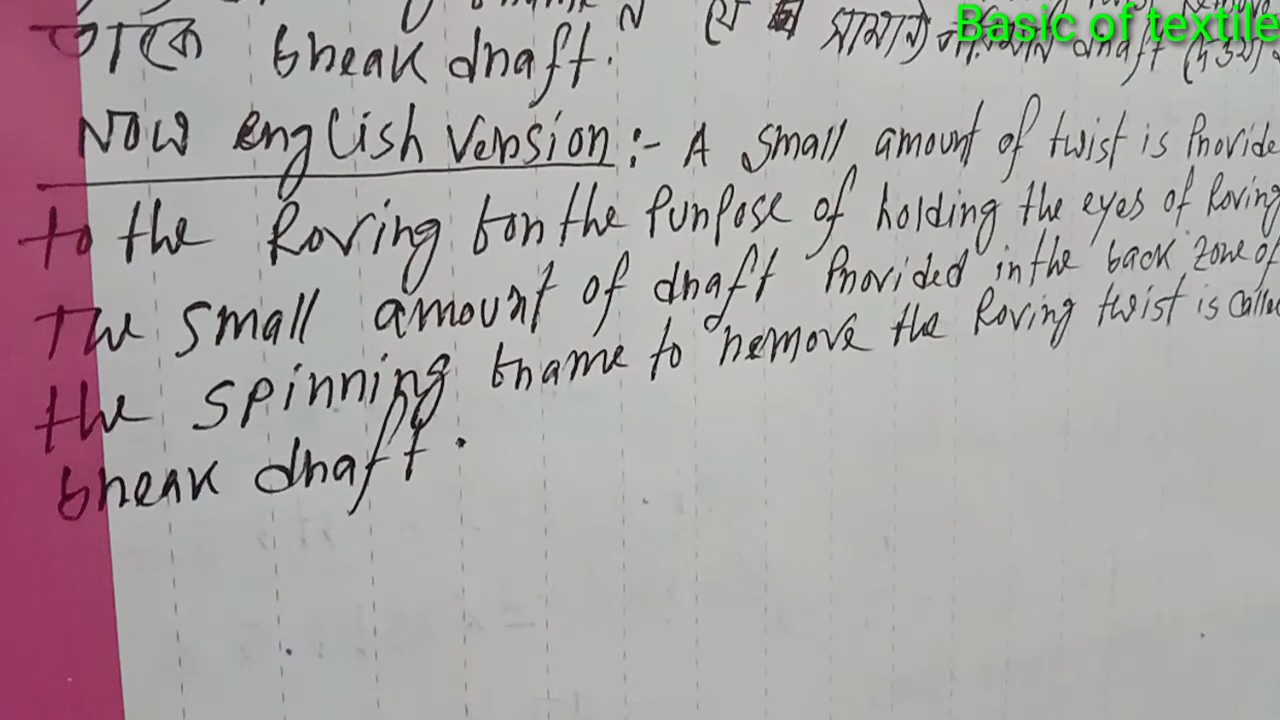 Basic of textile
তাকে break draft.
Now english Version :- A small amount of twist is Provide
to the Roving for the Purpose of holding the eyes of Roving
The small amount of draft Provided in the back zone of
the spinning frame to remove the Roving twist is called
break draft.